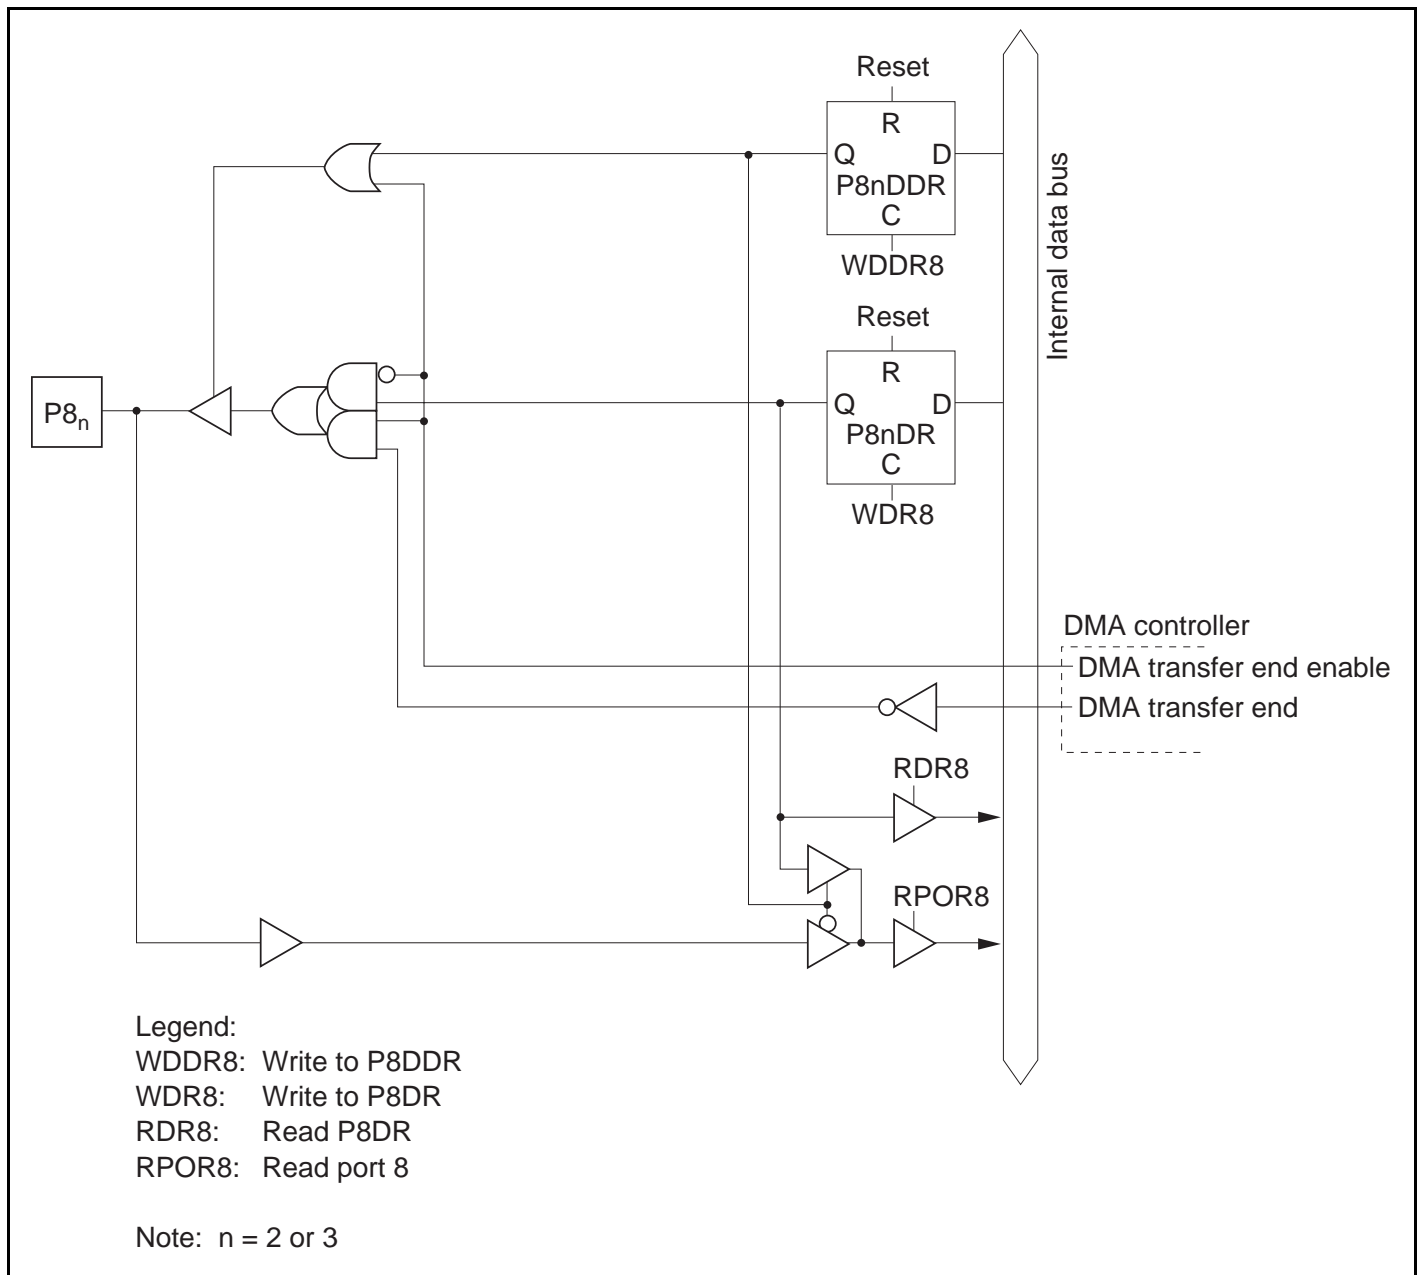 Reset
R
Q D
P8nDDR
C
WDDR8
Internal data bus
Reset
R
Q D
P8nDR
C
WDR8
P8n
DMA controller
DMA transfer end enable
DMA transfer end
RDR8
RPOR8
Legend:
WDDR8: Write to P8DDR
WDR8: Write to P8DR
RDR8: Read P8DR
RPOR8: Read port 8
Note: n = 2 or 3